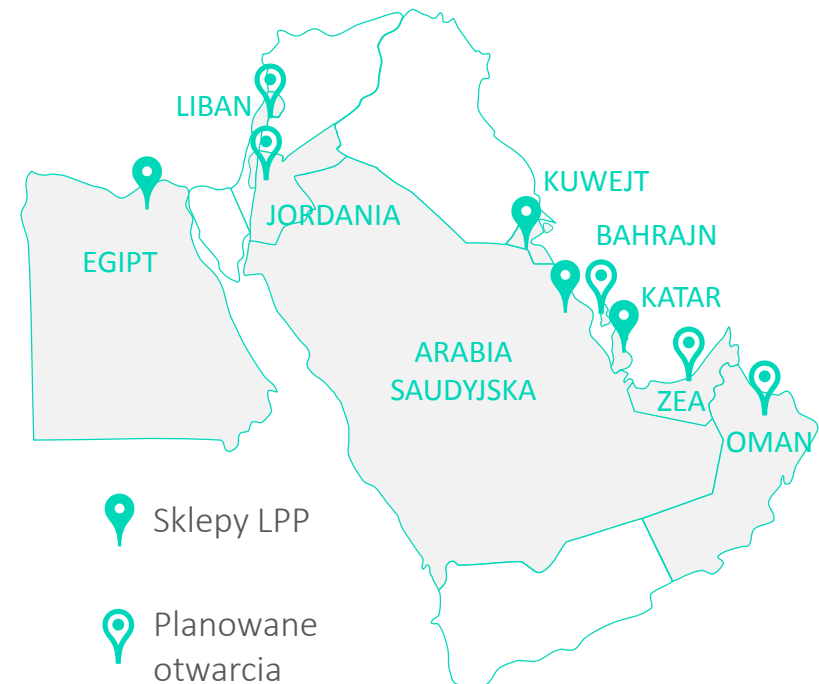 LIBAN
KUWEJT
JORDANIA
BAHRAJN
EGIPT
KATAR
ARABIA
SAUDYJSKA
ZEA
OMAN
Sklepy LPP
Planowane
otwarcia